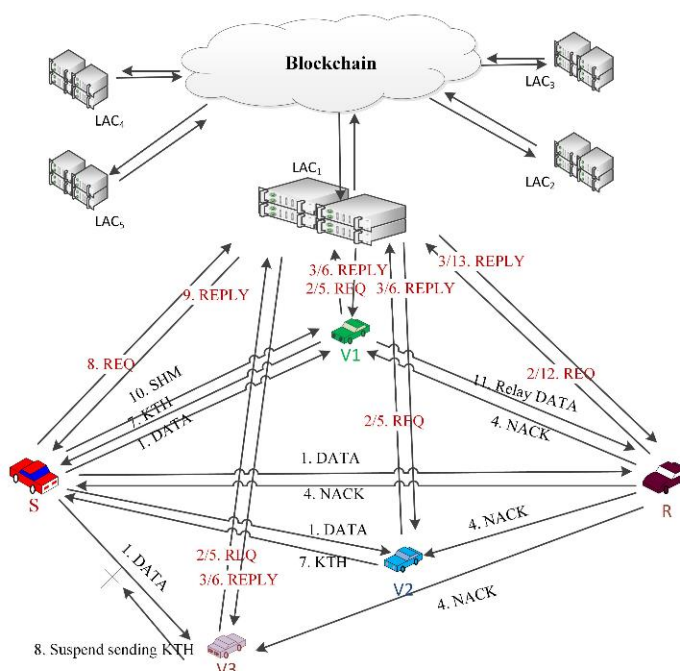 Blockchain
LAC3
LAC4
LAC1
LAC2
LAC5
3/6. REPLY
3/13. REPLY
9. REPLY
2/5. REQ
3/6. REPLY
V1
8. REQ
10. SHM
2/12. REQ
11. Relay DATA
7. KTH
1. DATA
2/5. REQ
4. NACK
1. DATA
S
4. NACK
R
1. DATA
4. NACK
2/5. REQ
7. KTH
V2
1. DATA
3/6. REPLY
4. NACK
8. Suspend sending KTH
V3